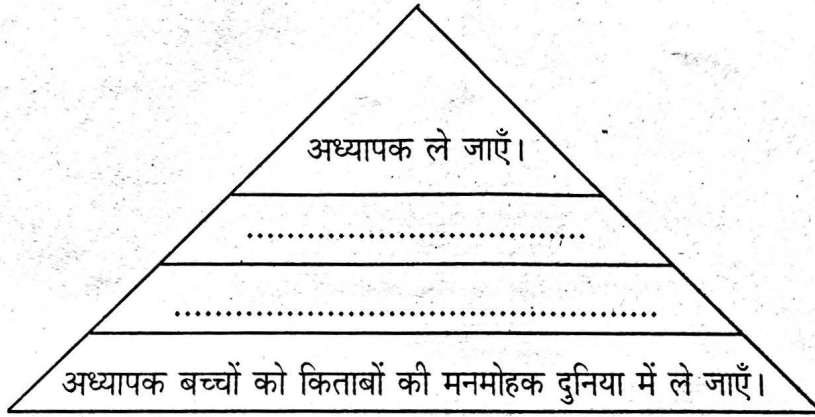 अध्यापक ले जाएँ।
........................................
........................................................
अध्यापक बच्चों को किताबों की मनमोहक दुनिया में ले जाएँ।